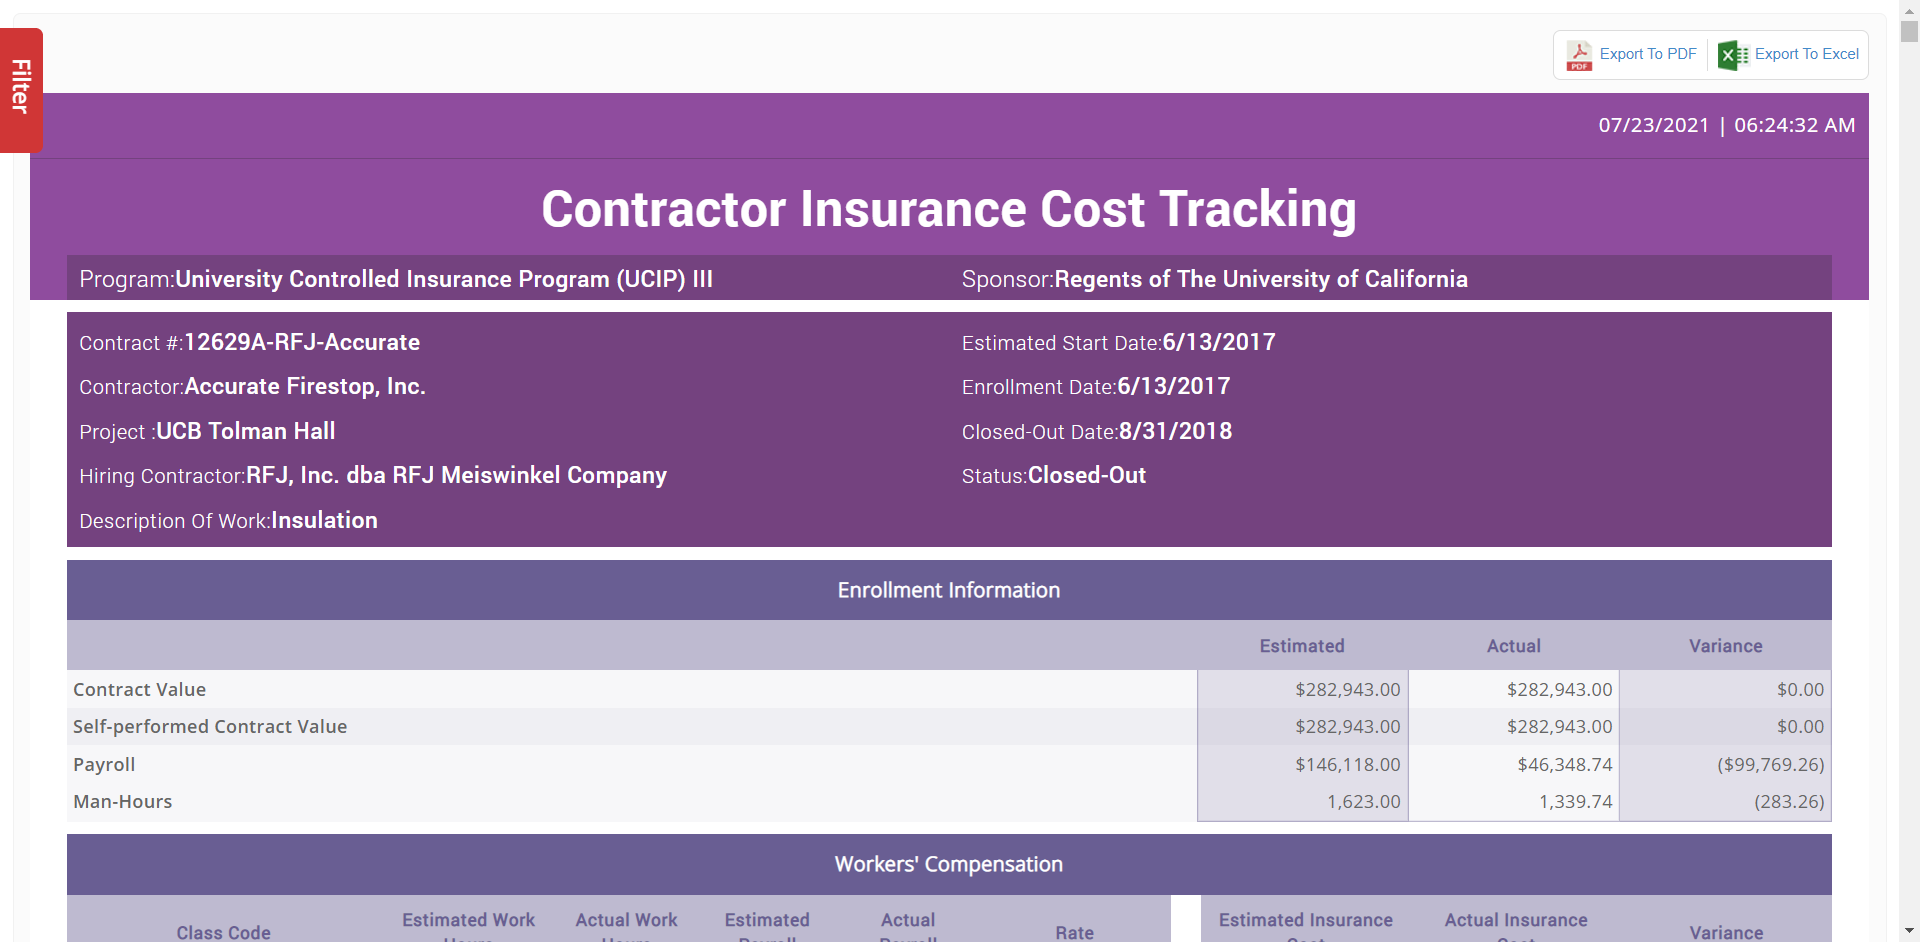 Filter
Export To PDF
Export To Excel
07/23/2021 | 06:24:32 AM
Contractor Insurance Cost Tracking
Program:University Controlled Insurance Program (UCIP) III
Sponsor:Regents of The University of California
Contract #:12629A-RFJ-Accurate
Estimated Start Date:6/13/2017
Contractor:Accurate Firestop, Inc.
Enrollment Date:6/13/2017
Project :UCB Tolman Hall
Closed-Out Date:8/31/2018
Hiring Contractor:RFJ, Inc. dba RFJ Meiswinkel Company
Status:Closed-Out
Description Of Work:Insulation
Enrollment Information
Estimated Actual Variance
Contract Value $282,943.00 $282,943.00 $0.00
Self-performed Contract Value $282,943.00 $282,943.00 $0.00
Payroll $146,118.00 $46,348.74 ($99,769.26)
Man-Hours 1,623.00 1,339.74 (283.26)
Workers' Compensation
Class Code
Estimated Work
Actual Work
Estimated
Actual
Rate
Estimated Insurance
Actual Insurance
Variance